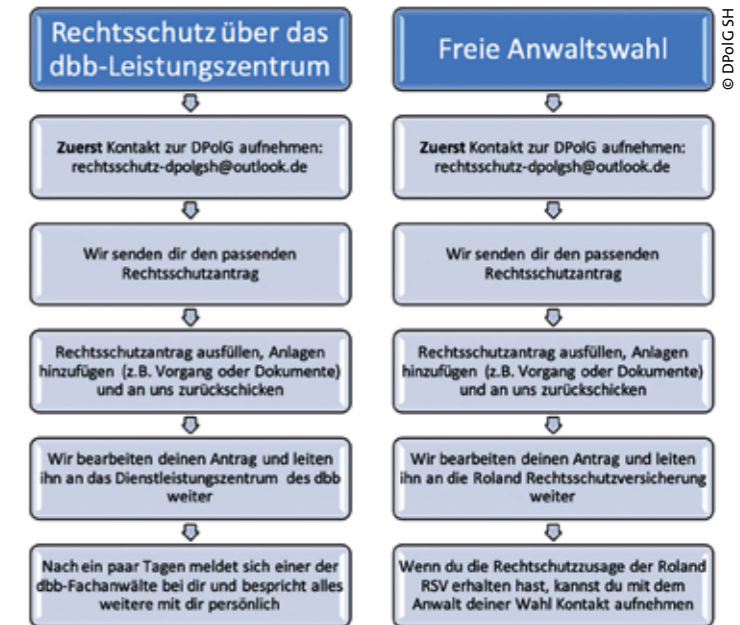 Rechtsschutz über das
dbb-Leistungszentrum
Zuerst Kontakt zur DPolG aufnehmen:
rechtsschutz-dpolgsh@outlook.de
Wir senden dir den passenden
Rechtsschutzantrag
Rechtsschutzantrag ausfüllen, Anlagen
hinzufügen (z.B. Vorgang oder Dokumente)
und an uns zurückschicken
Wir bearbeiten deinen Antrag und leiten
ihn an das Dienstleistungszentrum des dbb
weiter
Nach ein paar Tagen meldet sich einer der
dbb-Fachanwälte bei dir und bespricht alles
weitere mit dir persönlich
Freie Anwaltswahl
Zuerst Kontakt zur DPolG aufnehmen:
rechtsschutz-dpolgsh@outlook.de
Wir senden dir den passenden
Rechtsschutzantrag
Rechtsschutzantrag ausfüllen, Anlagen
hinzufügen (z.B. Vorgang oder Dokumente)
und an uns zurückschicken
Wir bearbeiten deinen Antrag und leiten
ihn an die Roland Rechtsschutzversicherung
weiter
Wenn du die Rechtschutzzusage der Roland
RSV erhalten hast, kannst du mit dem
Anwalt deiner Wahl Kontakt aufnehmen
© DPolG SH